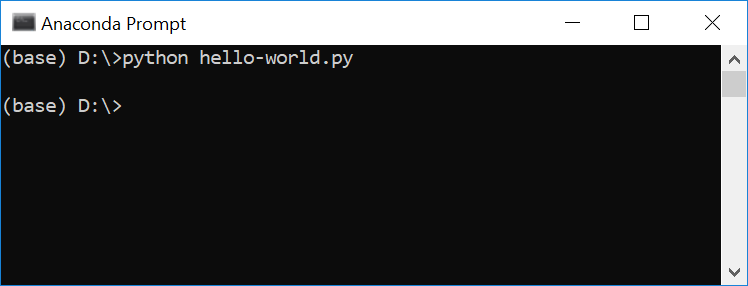 Anaconda Prompt
(base) D:\>python hello-world.py
(base) D:\>